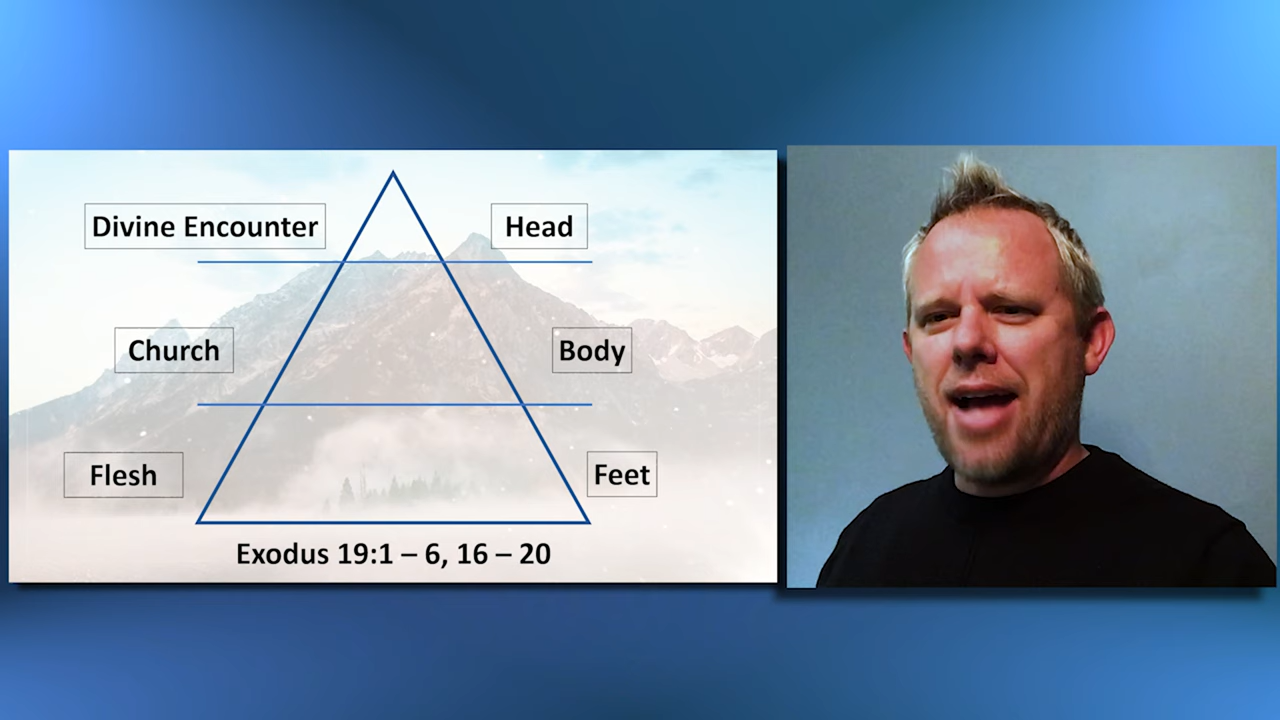 Divine Encounter
Head
Church
Body
Flesh
Feet
Exodus 19:1 – 6, 16 – 20